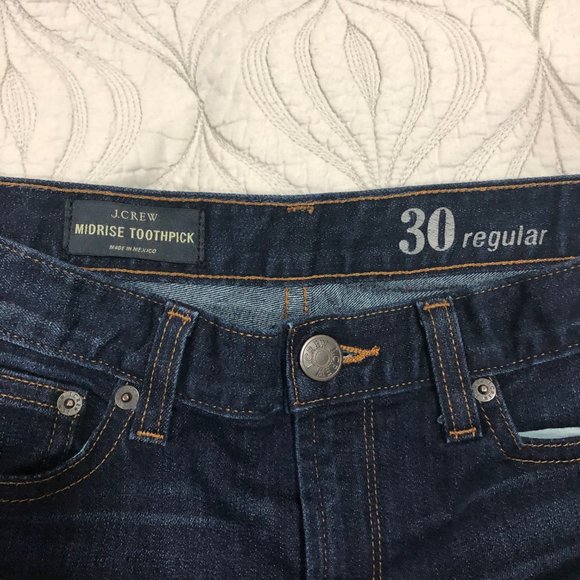 J.CREW
MIDRISE TOOTHPICK
MADE IN MEXICO
30 regular